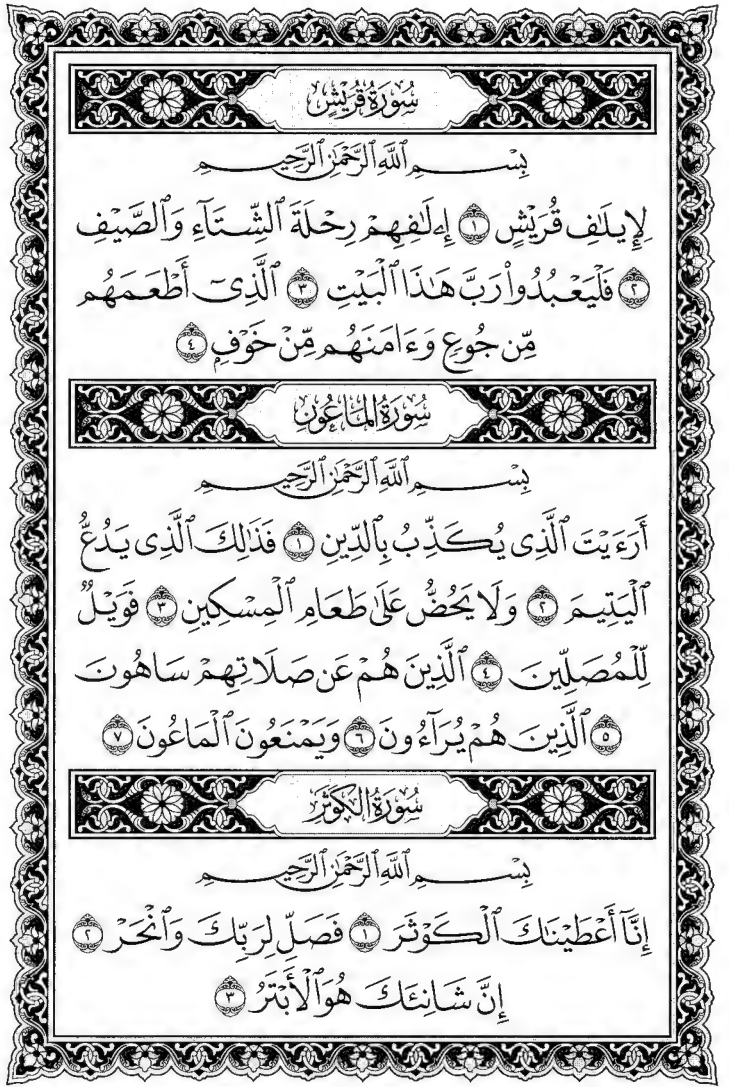 سُورَةُ قُرَيْشٍ
بِسْمِ ٱللَّهِ ٱلرَّحْمَٰنِ ٱلرَّحِيمِ
لِإِيلَٰفِ قُرَيْشٍ ١ إِۦلَٰفِهِمْ رِحْلَةَ ٱلشِّتَآءِ وَٱلصَّيْفِ
٢ فَلْيَعْبُدُوا۟ رَبَّ هَٰذَا ٱلْبَيْتِ ٣ ٱلَّذِىٓ أَطْعَمَهُم
مِّن جُوعٍ وَءَامَنَهُم مِّنْ خَوْفٍ ٤
سُورَةُ المَاعُونِ
بِسْمِ ٱللَّهِ ٱلرَّحْمَٰنِ ٱلرَّحِيمِ
أَرَءَيْتَ ٱلَّذِى يُكَذِّبُ بِٱلدِّينِ ١ فَذَٰلِكَ ٱلَّذِى يَدُعُّ
ٱلْيَتِيمَ ٢ وَلَا يَحُضُّ عَلَىٰ طَعَامِ ٱلْمِسْكِينِ ٣ فَوَيْلٌ
لِّلْمُصَلِّينَ ٤ ٱلَّذِينَ هُمْ عَن صَلَاتِهِمْ سَاهُونَ
٥ ٱلَّذِينَ هُمْ يُرَآءُونَ ٦ وَيَمْنَعُونَ ٱلْمَاعُونَ ٧
سُورَةُ الكَوْثَرِ
بِسْمِ ٱللَّهِ ٱلرَّحْمَٰنِ ٱلرَّحِيمِ
إِنَّآ أَعْطَيْنَاكَ ٱلْكَوْثَرَ ١ فَصَلِّ لِرَبِّكَ وَٱنْحَرْ ٢
إِنَّ شَانِئَكَ هُوَ ٱلْأَبْتَرُ ٣